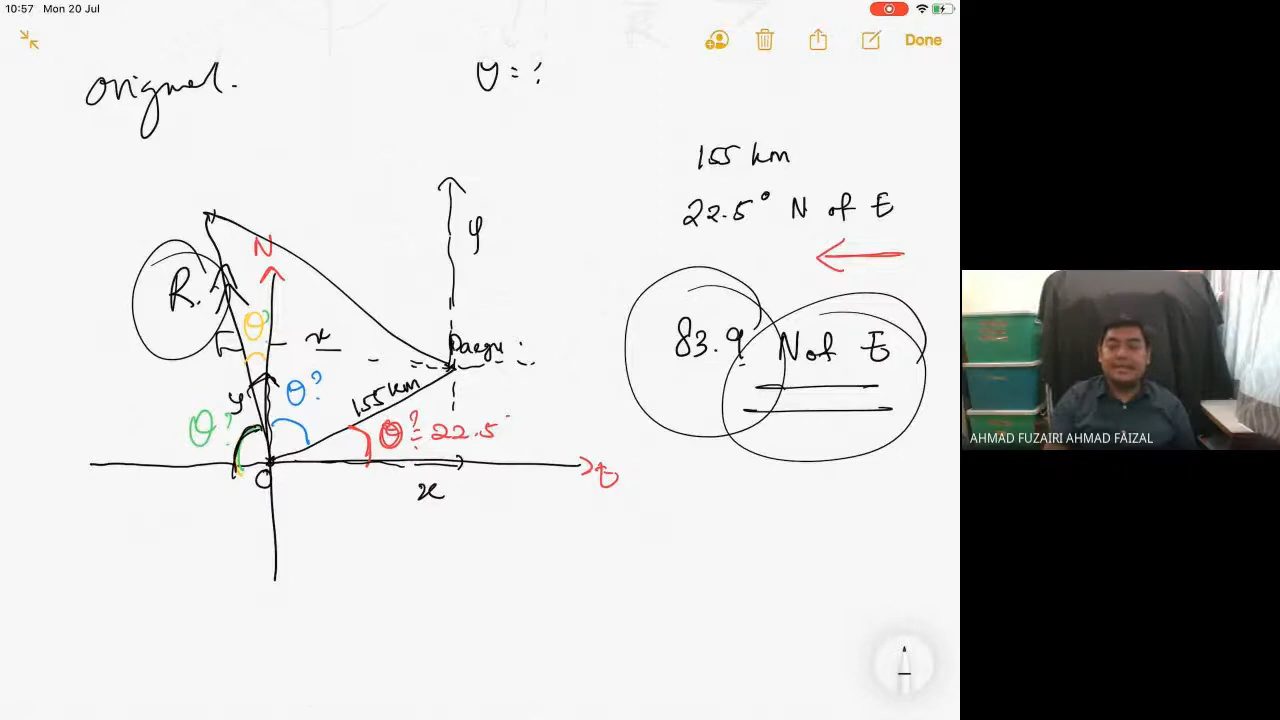 10:57 Mon 20 Jul
Done
original.
θ = ?
155 km
22.5° N of E
83.9 N of E
y
N
R.
θ
x
Daegu
θ?
155 km
y
θ?
θ? = 22.5°
O
x
E
AHMAD FUZAIRI AHMAD FAIZAL